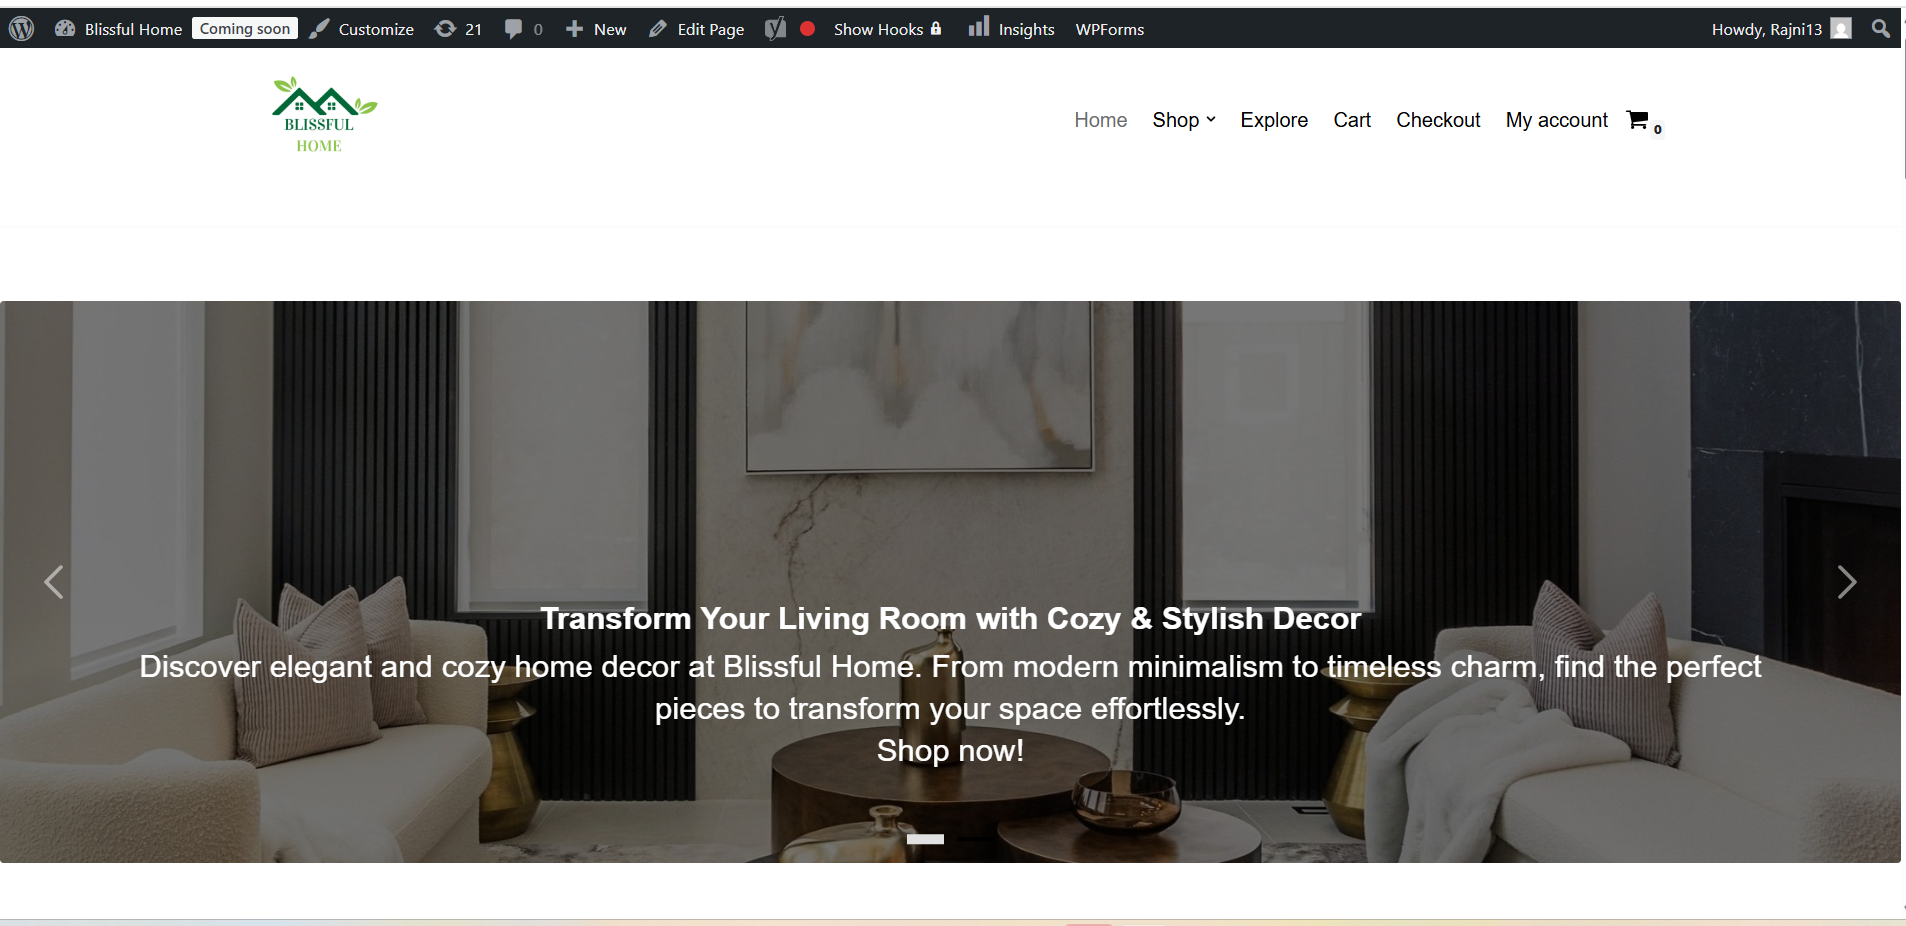 Blissful Home Coming soon Customize 21 0 New Edit Page Show Hooks Insights WPForms Howdy, Rajni13
BLISSFUL
HOME
Home Shop Explore Cart Checkout My account 0
Transform Your Living Room with Cozy & Stylish Decor
Discover elegant and cozy home decor at Blissful Home. From modern minimalism to timeless charm, find the perfect
pieces to transform your space effortlessly.
Shop now!